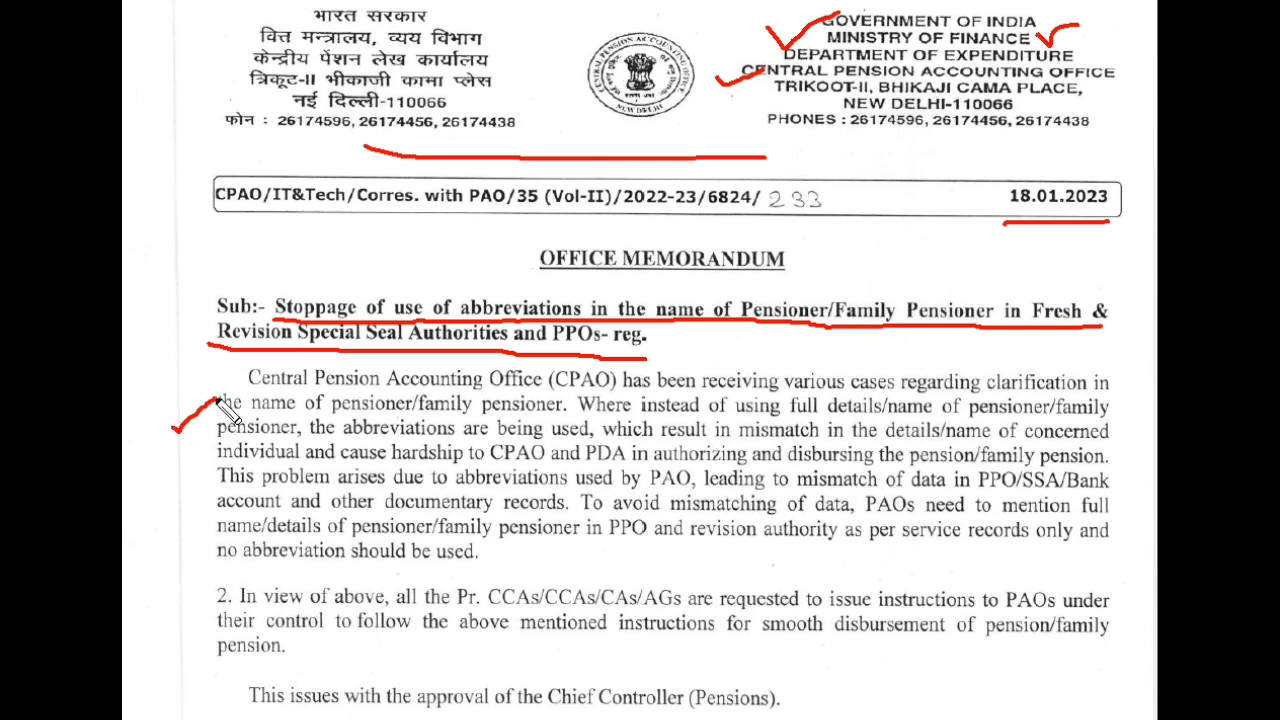 भारत सरकार
वित्त मन्त्रालय, व्यय विभाग
केन्द्रीय पेंशन लेख कार्यालय
त्रिकूट-II भीकाजी कामा प्लेस
नई दिल्ली-110066
फोन : 26174596, 26174456, 26174438
CENTRAL PENSION ACCOUNTING OFFICE
NEW DELHI
GOVERNMENT OF INDIA
MINISTRY OF FINANCE
DEPARTMENT OF EXPENDITURE
CENTRAL PENSION ACCOUNTING OFFICE
TRIKOOT-II, BHIKAJI CAMA PLACE,
NEW DELHI-110066
PHONES : 26174596, 26174456, 26174438
CPAO/IT&Tech/Corres. with PAO/35 (Vol-II)/2022-23/6824/ 233 18.01.2023
OFFICE MEMORANDUM
Sub:- Stoppage of use of abbreviations in the name of Pensioner/Family Pensioner in Fresh &
Revision Special Seal Authorities and PPOs- reg.
Central Pension Accounting Office (CPAO) has been receiving various cases regarding clarification in
the name of pensioner/family pensioner. Where instead of using full details/name of pensioner/family
pensioner, the abbreviations are being used, which result in mismatch in the details/name of concerned
individual and cause hardship to CPAO and PDA in authorizing and disbursing the pension/family pension.
This problem arises due to abbreviations used by PAO, leading to mismatch of data in PPO/SSA/Bank
account and other documentary records. To avoid mismatching of data, PAOs need to mention full
name/details of pensioner/family pensioner in PPO and revision authority as per service records only and
no abbreviation should be used.
2. In view of above, all the Pr. CCAs/CCAs/CAs/AGs are requested to issue instructions to PAOs under
their control to follow the above mentioned instructions for smooth disbursement of pension/family
pension.
This issues with the approval of the Chief Controller (Pensions).